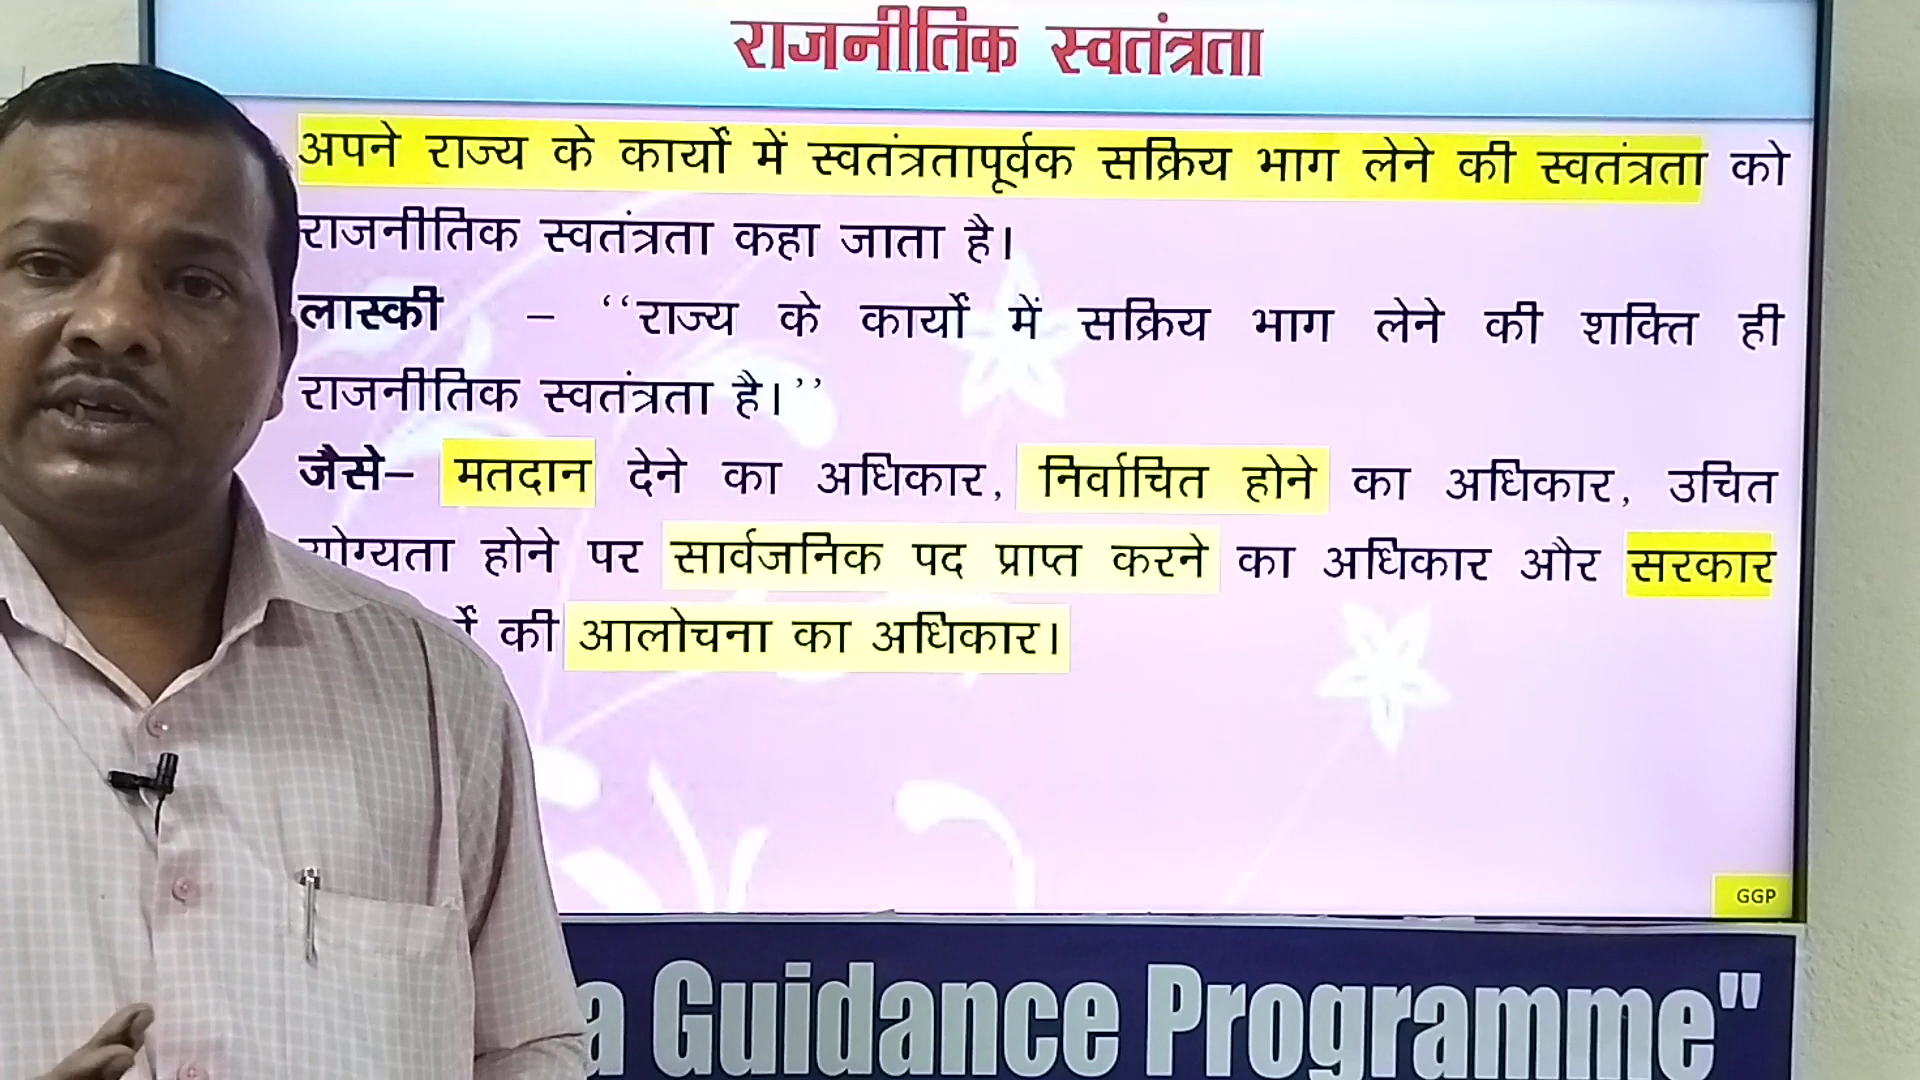 राजनीतिक स्वतंत्रता
अपने राज्य के कार्यो में स्वतंत्रतापूर्वक सक्रिय भाग लेने की स्वतंत्रता को
राजनीतिक स्वतंत्रता कहा जाता है।
लास्की – ‘‘राज्य के कार्यो में सक्रिय भाग लेने की शक्ति ही
राजनीतिक स्वतंत्रता है।’’
जैसे– मतदान देने का अधिकार, निर्वाचित होने का अधिकार, उचित
योग्यता होने पर सार्वजनिक पद प्राप्त करने का अधिकार और सरकार
की आलोचना का अधिकार।
GGP
a Guidance Programme"